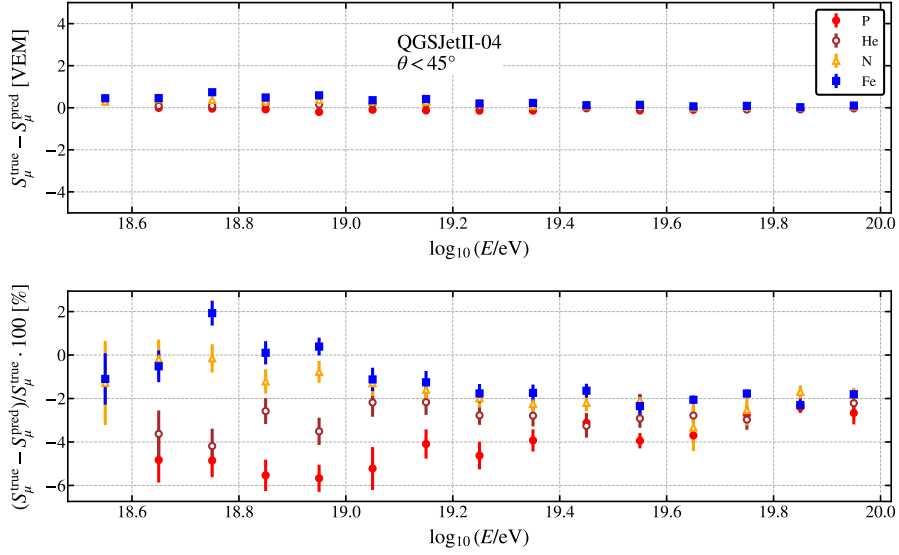 4
2
0
−2
−4
S_μ^true − S_μ^pred [VEM]
QGSJetII-04
θ < 45°
P
He
N
Fe
18.6 18.8 19.0 19.2 19.4 19.6 19.8 20.0
log₁₀ (E/eV)
2
0
−2
−4
−6
(S_μ^true − S_μ^pred)/S_μ^true · 100 [%]
18.6 18.8 19.0 19.2 19.4 19.6 19.8 20.0
log₁₀ (E/eV)